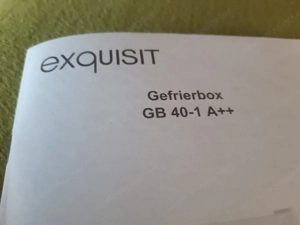 exquisit
Gefrierbox
GB 40-1 A++